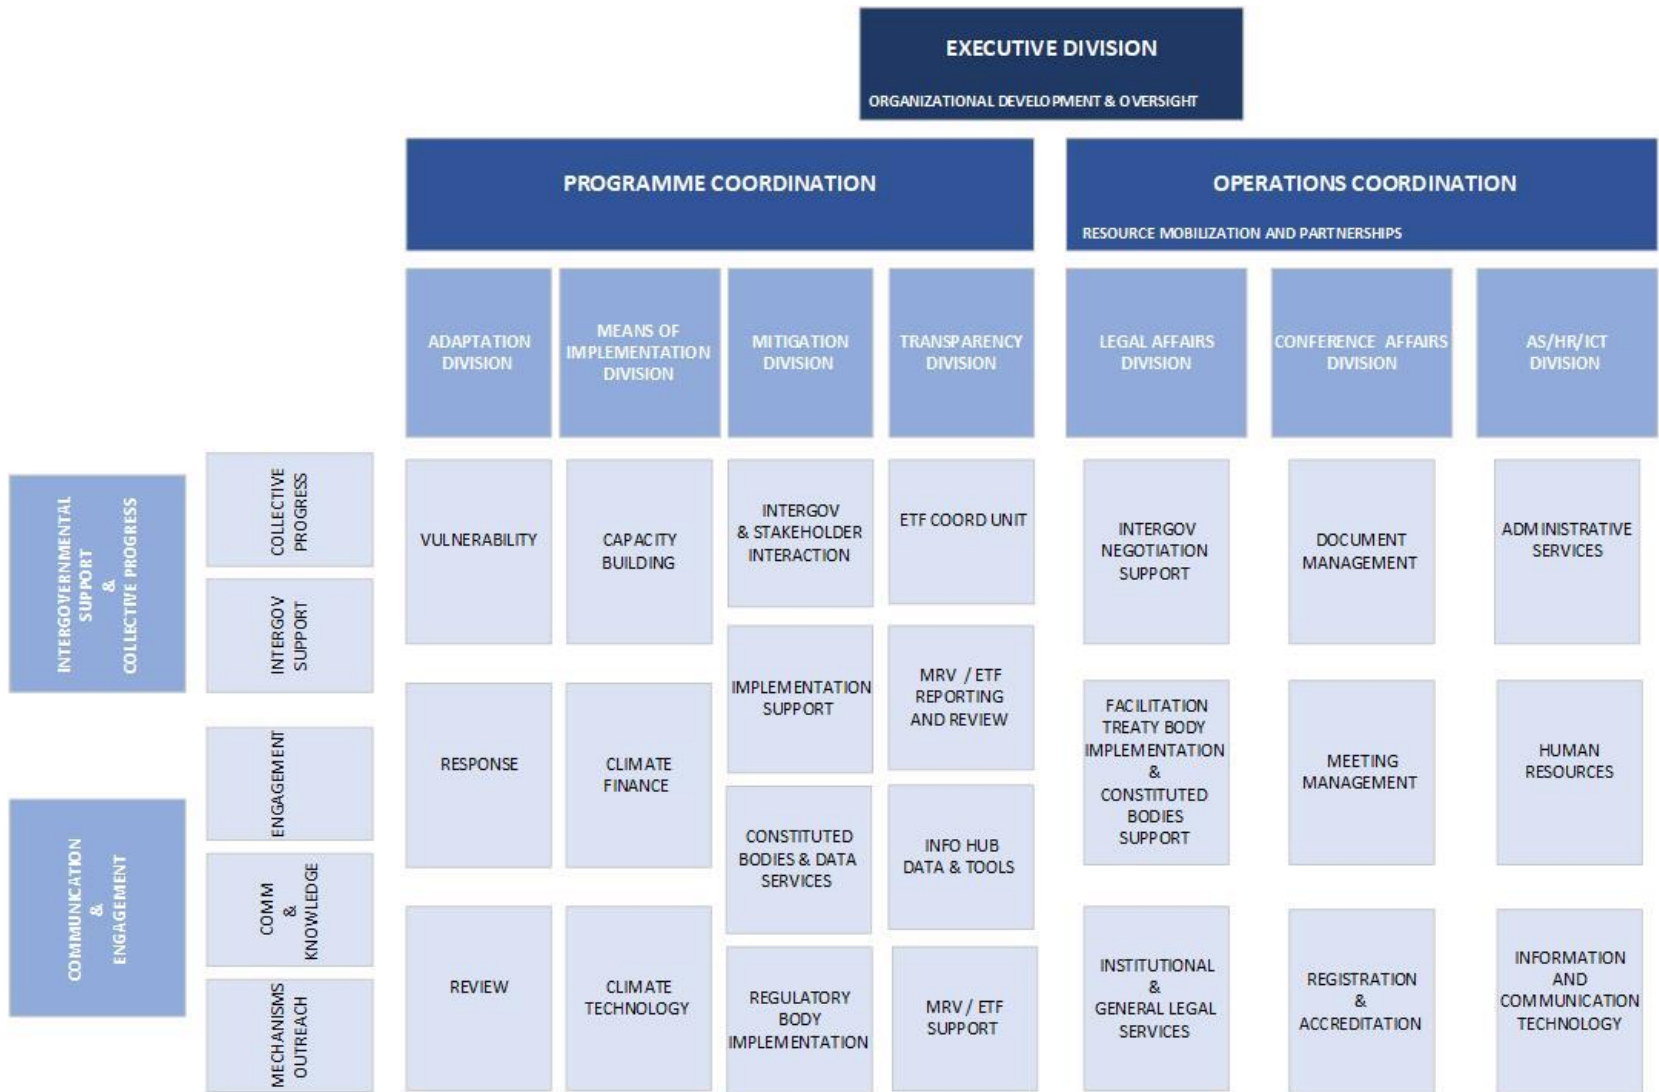 EXECUTIVE DIVISION
ORGANIZATIONAL DEVELOPMENT & OVERSIGHT
PROGRAMME COORDINATION
OPERATIONS COORDINATION
RESOURCE MOBILIZATION AND PARTNERSHIPS
ADAPTATION
DIVISION
MEANS OF
IMPLEMENTATION
DIVISION
MITIGATION
DIVISION
TRANSPARENCY
DIVISION
LEGAL AFFAIRS
DIVISION
CONFERENCE AFFAIRS
DIVISION
AS/HR/ICT
DIVISION
INTERGOVERNMENTAL
SUPPORT
&
COLLECTIVE PROGRESS
COLLECTIVE
PROGRESS
INTERGOV
SUPPORT
COMMUNICATION
&
ENGAGEMENT
ENGAGEMENT
COMM
&
KNOWLEDGE
MECHANISMS
OUTREACH
VULNERABILITY
RESPONSE
REVIEW
CAPACITY
BUILDING
CLIMATE
FINANCE
CLIMATE
TECHNOLOGY
INTERGOV
& STAKEHOLDER
INTERACTION
IMPLEMENTATION
SUPPORT
CONSTITUTED
BODIES & DATA
SERVICES
REGULATORY
BODY
IMPLEMENTATION
ETF COORD UNIT
MRV / ETF
REPORTING
AND REVIEW
INFO HUB
DATA & TOOLS
MRV / ETF
SUPPORT
INTERGOV
NEGOTIATION
SUPPORT
FACILITATION
TREATY BODY
IMPLEMENTATION
&
CONSTITUTED
BODIES
SUPPORT
INSTITUTIONAL
&
GENERAL LEGAL
SERVICES
DOCUMENT
MANAGEMENT
MEETING
MANAGEMENT
REGISTRATION
&
ACCREDITATION
ADMINISTRATIVE
SERVICES
HUMAN
RESOURCES
INFORMATION
AND
COMMUNICATION
TECHNOLOGY